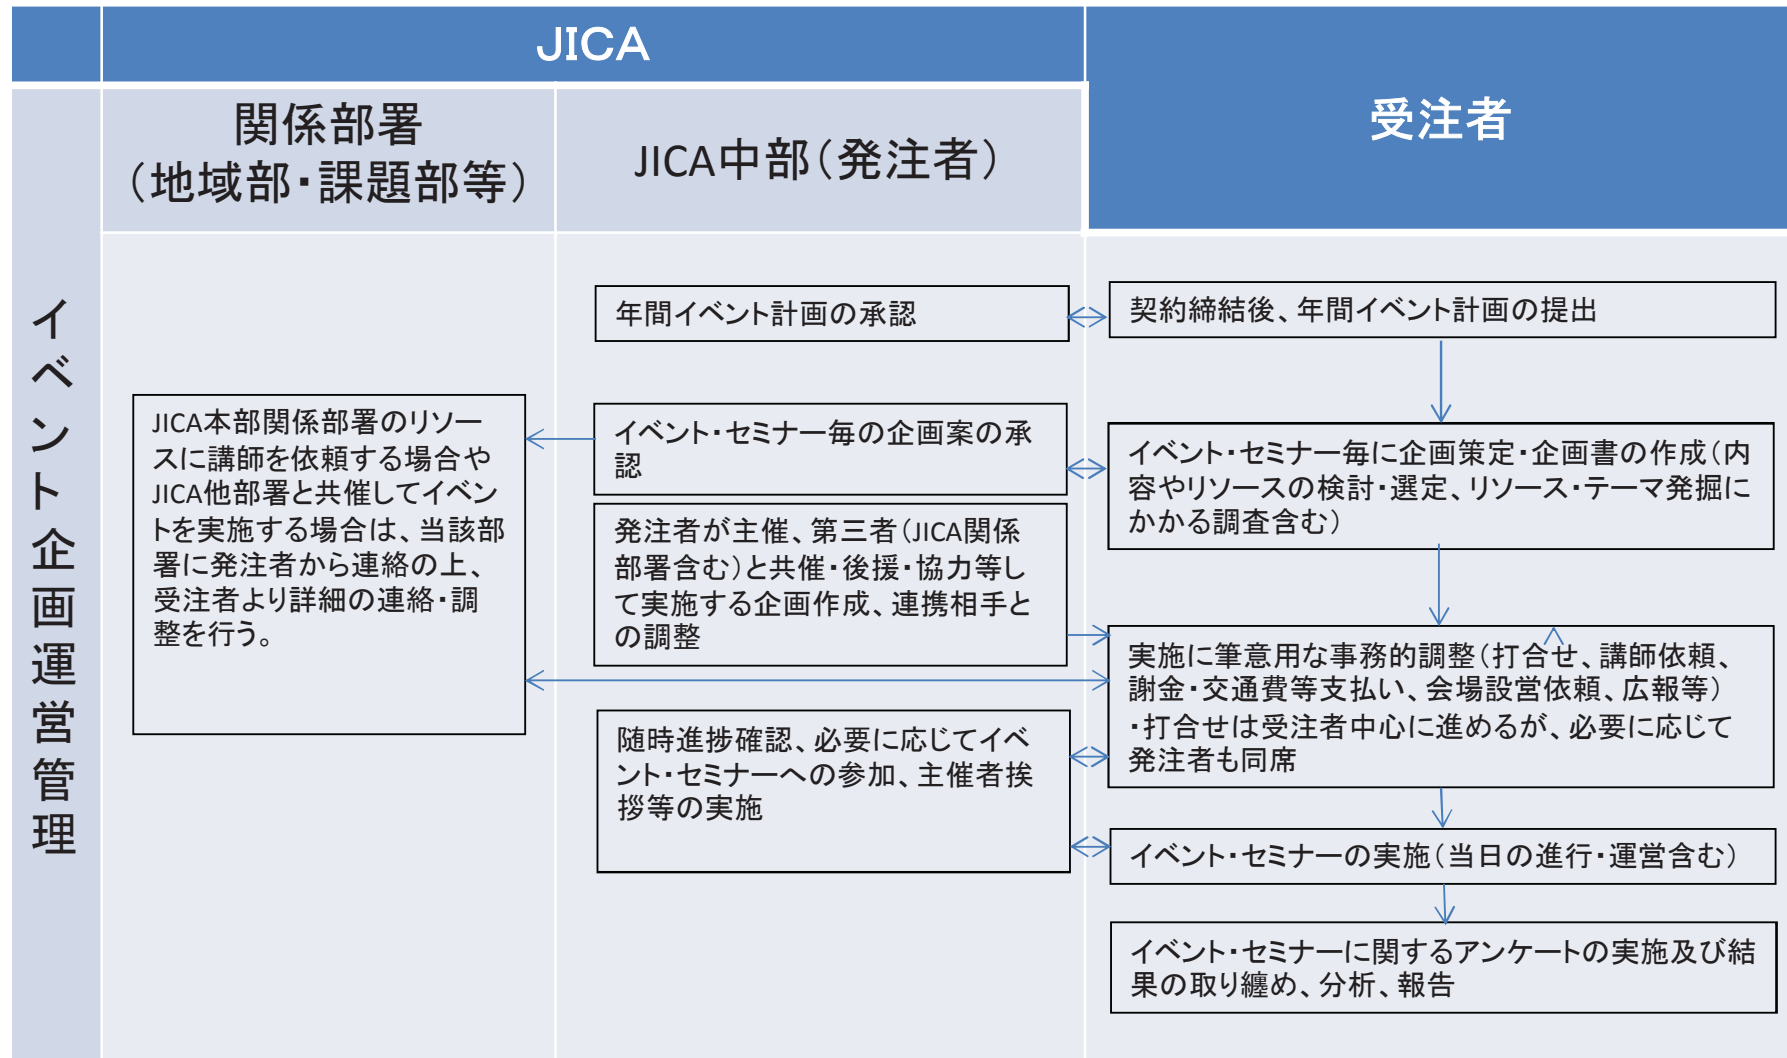 JICA
受注者
関係部署
（地域部・課題部等）
JICA中部（発注者）
イベント企画運営管理
年間イベント計画の承認
契約締結後、年間イベント計画の提出
JICA本部関係部署のリソー
スに講師を依頼する場合や
JICA他部署と共催してイベン
トを実施する場合は、当該部
署に発注者から連絡の上、
受注者より詳細の連絡・調
整を行う。
イベント・セミナー毎の企画案の承
認
イベント・セミナー毎に企画策定・企画書の作成（内
容やリソースの検討・選定、リソース・テーマ発掘に
かかる調査含む）
発注者が主催、第三者（JICA関係
部署含む）と共催・後援・協力等し
て実施する企画作成、連携相手と
の調整
実施に筆意用な事務的調整（打合せ、講師依頼、
謝金・交通費等支払い、会場設営依頼、広報等）
・打合せは受注者中心に進めるが、必要に応じて
発注者も同席
随時進捗確認、必要に応じてイベ
ント・セミナーへの参加、主催者挨
拶等の実施
イベント・セミナーの実施（当日の進行・運営含む）
イベント・セミナーに関するアンケートの実施及び結
果の取り纏め、分析、報告